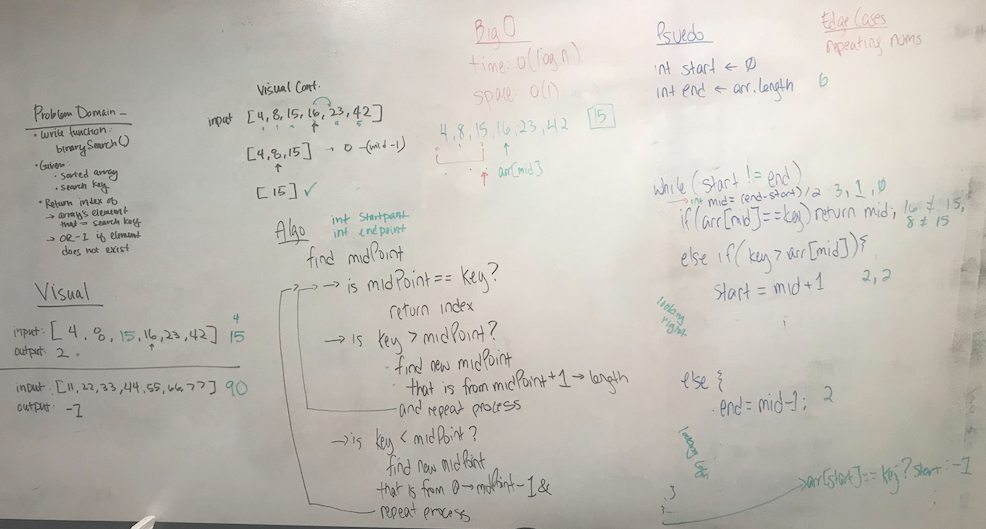 Problem Domain -
• Write function:
binarySearch()
• Given:
• sorted array
• search key
• Return index of
→ array's element
that == search key
→ OR -1 if element
does not exist
Visual
input: [4, 8, 15, 16, 23, 42] 15
4
output: 2
input: [11, 22, 33, 44, 55, 66, 77] 90
output: -1
Visual Cont.
input [4, 8, 15, 16, 23, 42]
[4, 8, 15] → 0 - (mid-1)
[15] ✓
Algo
int Startpoint
int endpoint
find midPoint
→ is midPoint == key?
return index
→ is key > midPoint?
find new midPoint
that is from midPoint + 1 → length
and repeat process
→ is key < midPoint?
find new midPoint
that is from 0 → midPoint - 1 &
repeat process
Big O
time: O(log n)
space: O(1)
4, 8, 15, 16, 23, 42 [15]
arr[mid]
Psuedo
int start ← 0
int end ← arr.length 6
while (start != end)
→ int mid = (end-start)/2 3, 1, 0
if (arr[mid] == key) return mid; 16 ≠ 15,
8 ≠ 15
else if (key > arr[mid]) {
start = mid + 1 2, 2
looking
right
else {
end = mid - 1; 2
looking
}
→ arr[start] == key ? start : -1
}
Edge Cases
repeating nums